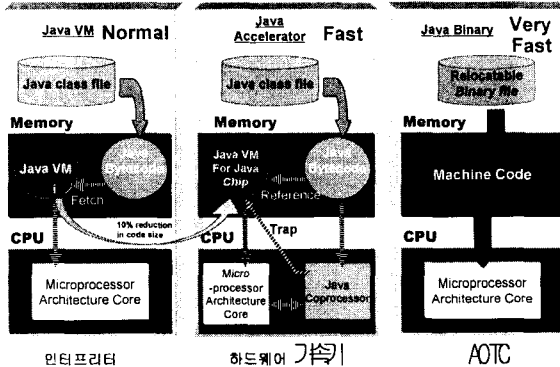 Java VM Normal
Java class file
Memory
Java VM
Java
Bytecode
Fetch
10% reduction
in code size
CPU
Microprocessor
Architecture Core
인터프리터
Java
Accelerator
Fast
Java class file
Memory
Java VM
For Java
Chip
Java
Bytecode
Reference
Trap
CPU
Micro
-processor
Architecture
Core
Java
Coprocessor
하드웨어 가속기
Java Binary
Very
Fast
Relocatable
Binary file
Memory
Machine Code
CPU
Microprocessor
Architecture Core
AOTC